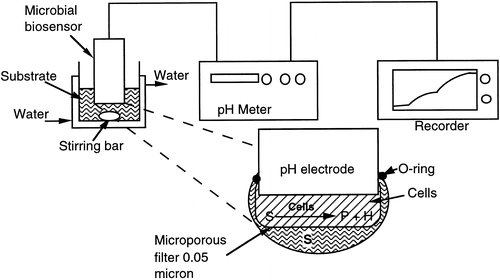 Microbial
biosensor
Substrate
Water
Water
Stirring bar
pH Meter
Recorder
pH electrode
O-ring
Cells
Cells
S P + H
S
Microporous
filter 0.05
micron